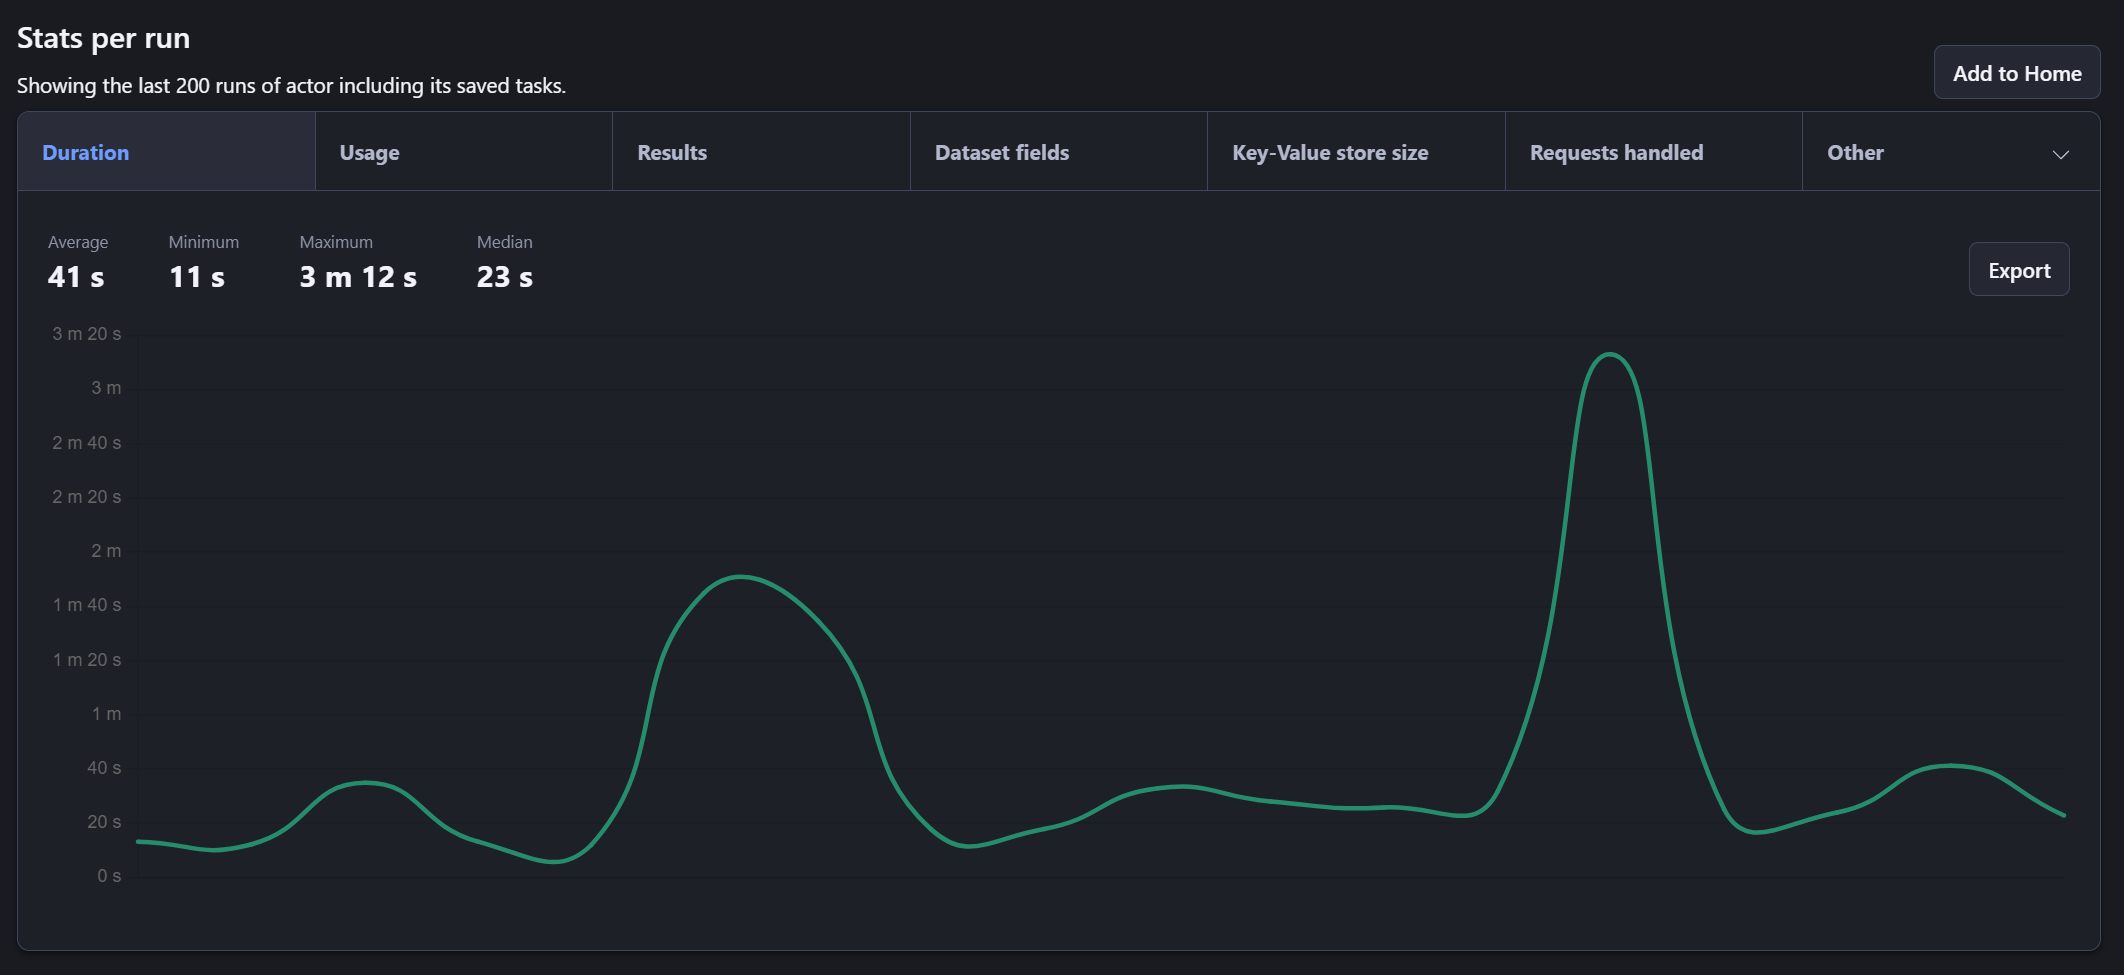 Stats per run
Showing the last 200 runs of actor including its saved tasks.
Add to Home
Duration
Usage
Results
Dataset fields
Key-Value store size
Requests handled
Other
Average
Minimum
Maximum
Median
41 s
11 s
3 m 12 s
23 s
Export
3 m 20 s
3 m
2 m 40 s
2 m 20 s
2 m
1 m 40 s
1 m 20 s
1 m
40 s
20 s
0 s